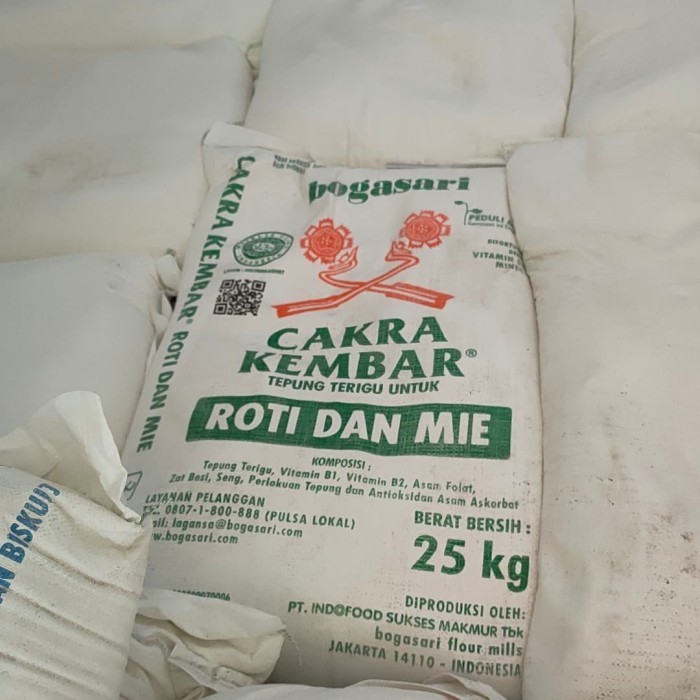 bogasari
PEDULI
VITAMIN
CAKRA KEMBAR® ROTI DAN MIE
CAKRA
KEMBAR®
TEPUNG TERIGU UNTUK
ROTI DAN MIE
KOMPOSISI :
Tepung Terigu, Vitamin B1, Vitamin B2, Asam Folat,
Zat Besi, Seng, Perlakuan Tepung dan Antioksidan Asam Askorbat
LAYANAN PELANGGAN
0807-1-800-888 (PULSA LOKAL)
lagansa@bogasari.com
w.bogasari.com
BERAT BERSIH :
25 kg
DIPRODUKSI OLEH:
PT. INDOFOOD SUKSES MAKMUR Tbk
bogasari flour mills
JAKARTA 14110 - INDONESIA
AN BISKUIT